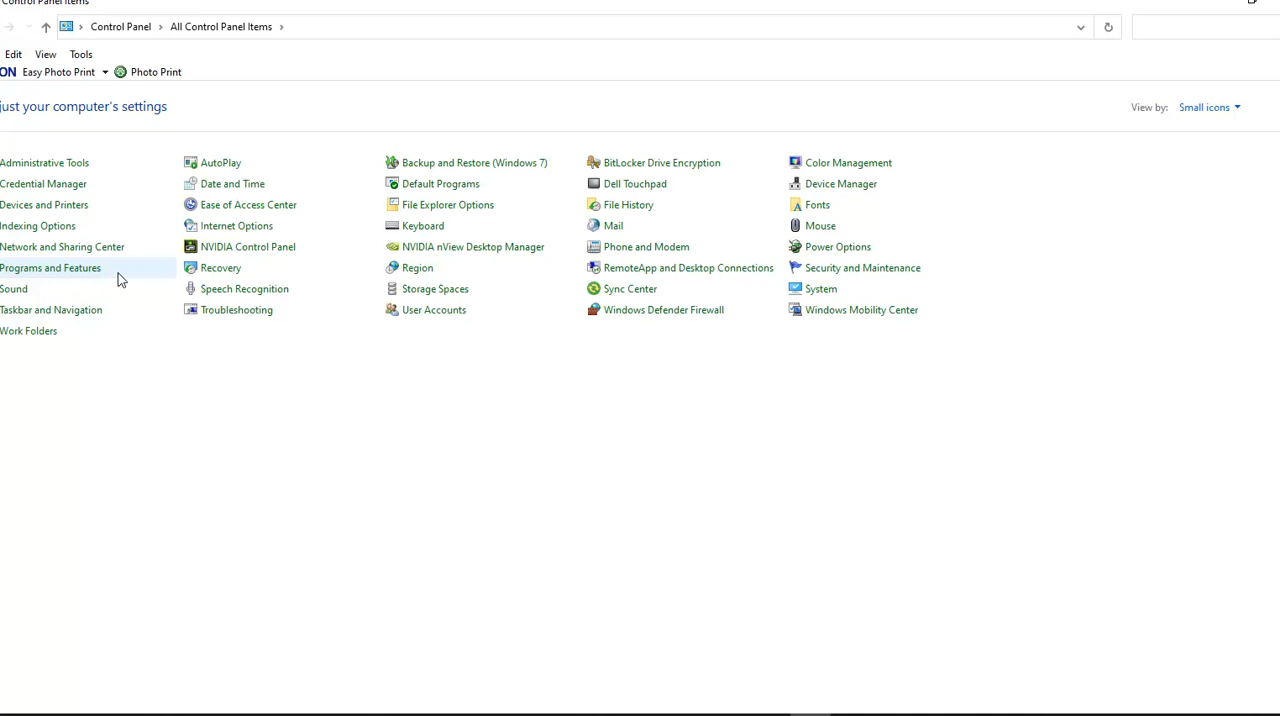 Control Panel Items
Control Panel > All Control Panel Items >
Edit View Tools
ON Easy Photo Print Photo Print
just your computer's settings
View by: Small icons
Administrative Tools AutoPlay Backup and Restore (Windows 7) BitLocker Drive Encryption Color Management
Credential Manager Date and Time Default Programs Dell Touchpad Device Manager
Devices and Printers Ease of Access Center File Explorer Options File History Fonts
Indexing Options Internet Options Keyboard Mail Mouse
Network and Sharing Center NVIDIA Control Panel NVIDIA nView Desktop Manager Phone and Modem Power Options
Programs and Features Recovery Region RemoteApp and Desktop Connections Security and Maintenance
Sound Speech Recognition Storage Spaces Sync Center System
Taskbar and Navigation Troubleshooting User Accounts Windows Defender Firewall Windows Mobility Center
Work Folders